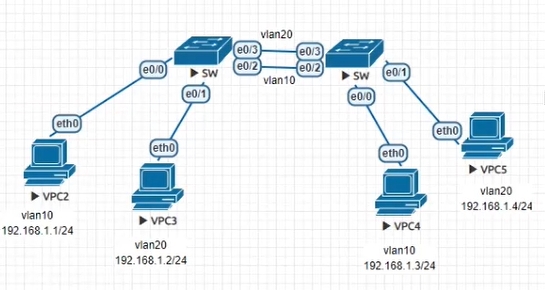 vlan20
e0/3
e0/3
SW
e0/2
e0/2
SW
vlan10
e0/0
e0/1
e0/1
e0/0
eth0
eth0
eth0
eth0
VPC2
VPC3
VPC4
VPC5
vlan10
192.168.1.1/24
vlan20
192.168.1.2/24
vlan10
192.168.1.3/24
vlan20
192.168.1.4/24